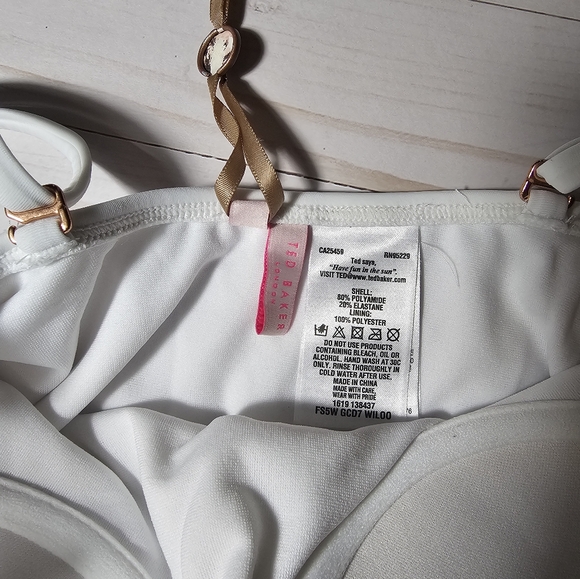 TED BAKER
LONDON
CA25459 RN95229
Ted says,
"Have fun in the sun".
VISIT TED@www.tedbaker.com
SHELL:
80% POLYAMIDE
20% ELASTANE
LINING:
100% POLYESTER
DO NOT USE PRODUCTS
CONTAINING BLEACH, OIL OR
ALCOHOL. HAND WASH AT 30C
ONLY. RINSE THOROUGHLY IN
COLD WATER AFTER USE.
MADE IN CHINA
MADE WITH CARE,
WEAR WITH PRIDE
1619 138437
FS5W GCD7 WILOO